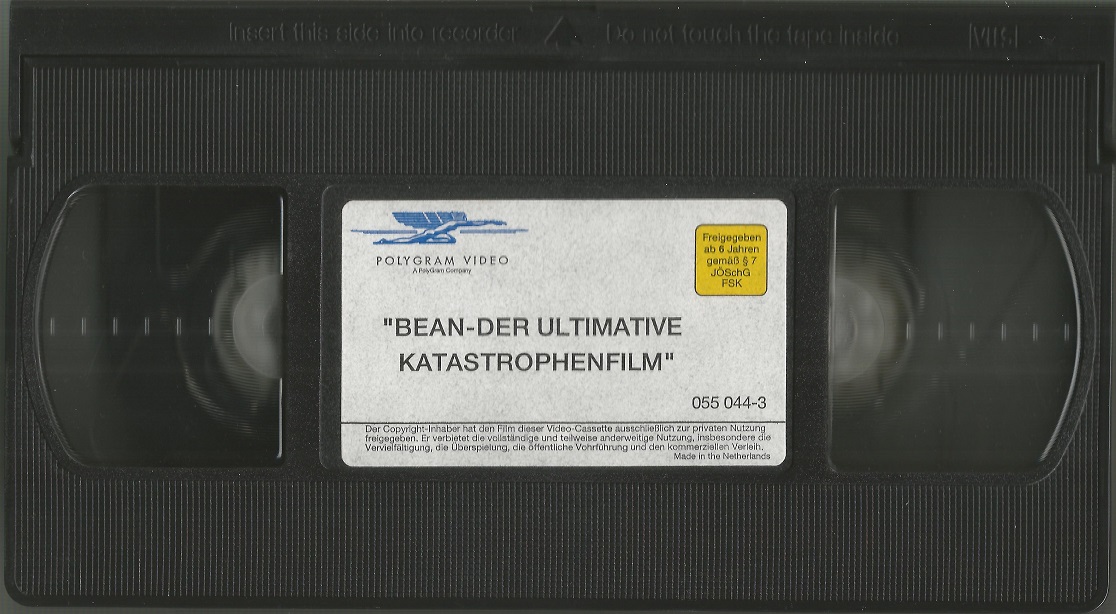 Insert this side into recorder
Do not touch the tape inside
VHS
POLYGRAM VIDEO
A PolyGram Company
Freigegeben
ab 6 Jahren
gemäß § 7
JÖSchG
FSK
"BEAN-DER ULTIMATIVE
KATASTROPHENFILM"
055 044-3
Der Copyright-Inhaber hat den Film dieser Video-Cassette ausschließlich zur privaten Nutzung
freigegeben. Er verbietet die vollständige und teilweise anderweitige Nutzung, insbesondere die
Vervielfältigung, die Überspielung, die öffentliche Vorführung und den kommerziellen Verleih.
Made in the Netherlands